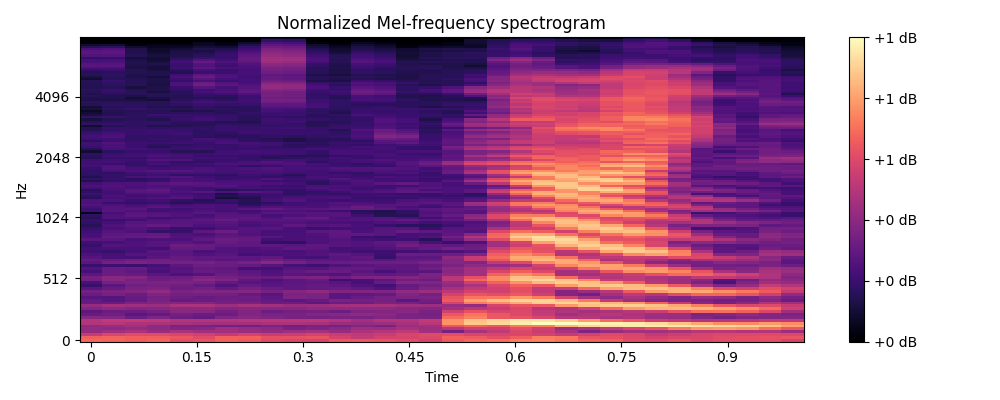 Normalized Mel-frequency spectrogram
Hz
4096
2048
1024
512
0
0 0.15 0.3 0.45 0.6 0.75 0.9
Time
+1 dB
+1 dB
+1 dB
+0 dB
+0 dB
+0 dB